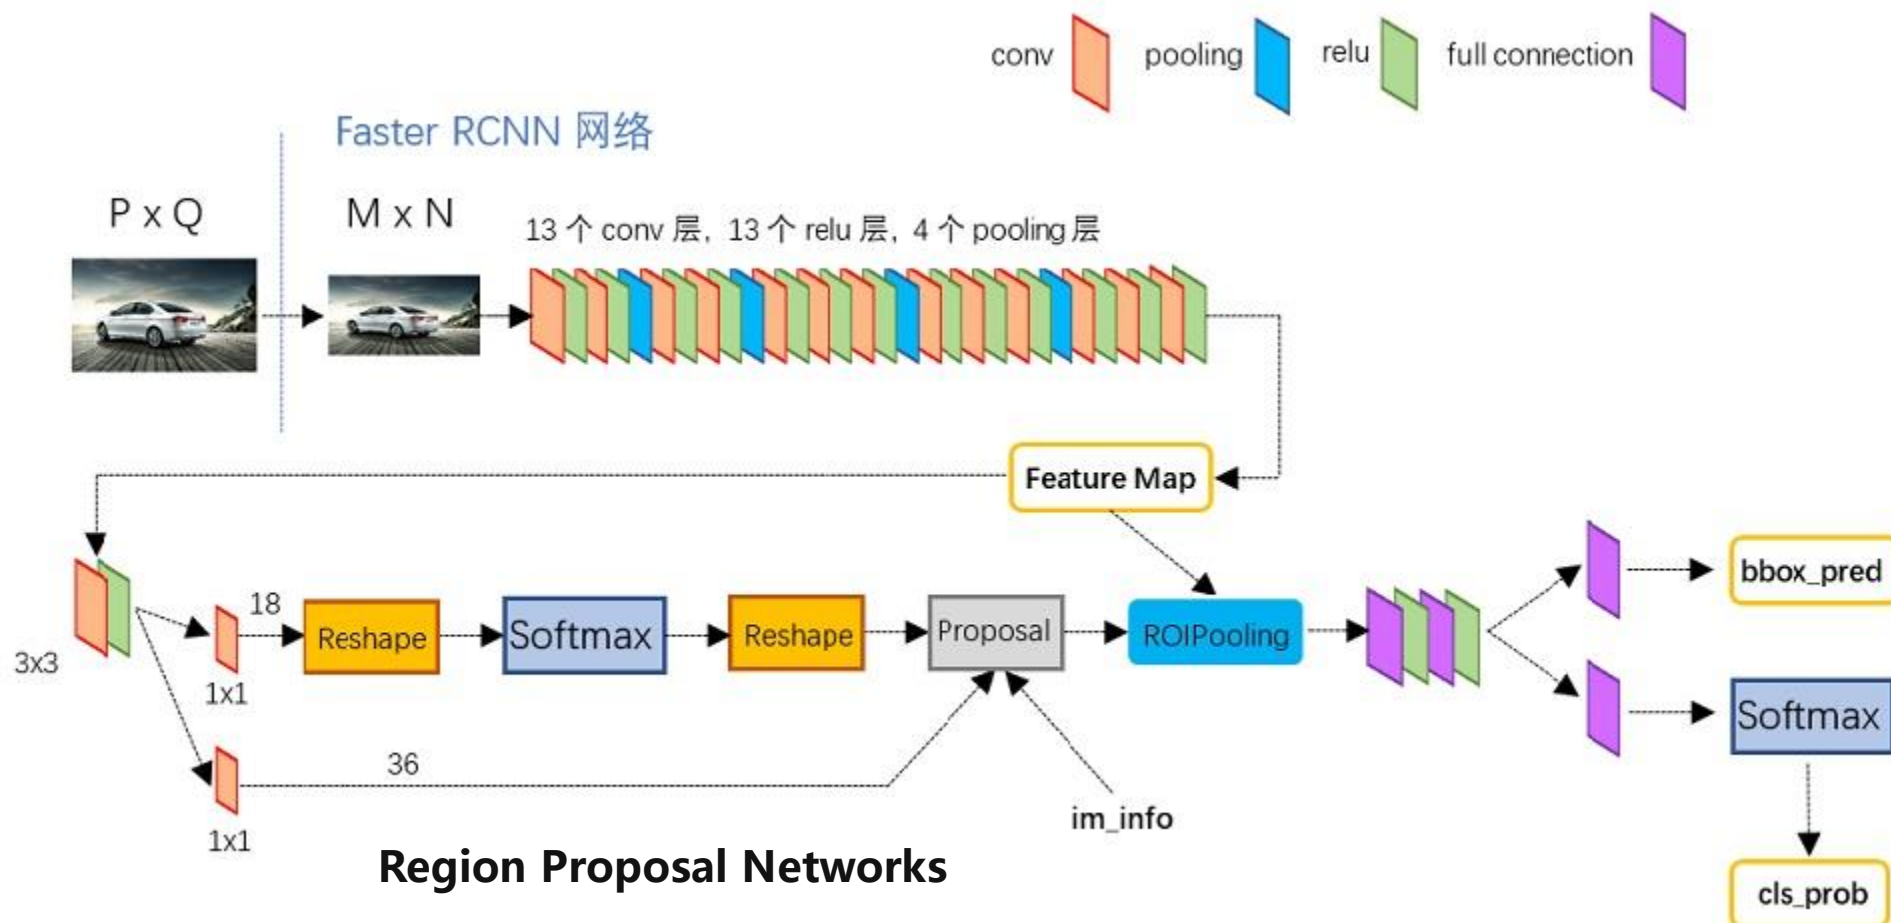 conv pooling relu full connection
Faster RCNN 网络
P x Q
M x N
13 个 conv 层, 13 个 relu 层, 4 个 pooling 层
Feature Map
3x3
18
1x1
Reshape
Softmax
Reshape
Proposal
ROIPooling
bbox_pred
Softmax
36
1x1
im_info
Region Proposal Networks
cls_prob